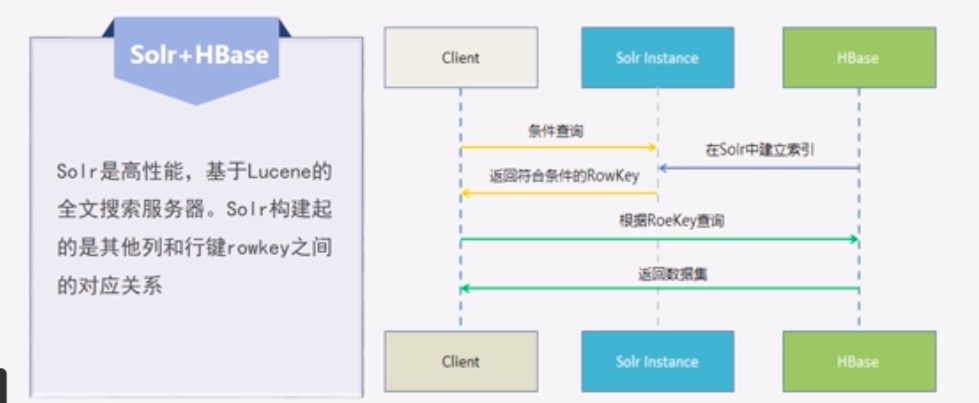 Solr+HBase
Solr是高性能，基于Lucene的
全文搜索服务器。Solr构建起
的是其他列和行键rowkey之间
的对应关系
Client
Solr Instance
HBase
条件查询
在Solr中建立索引
返回符合条件的RowKey
根据RoeKey查询
返回数据集
Client
Solr Instance
HBase